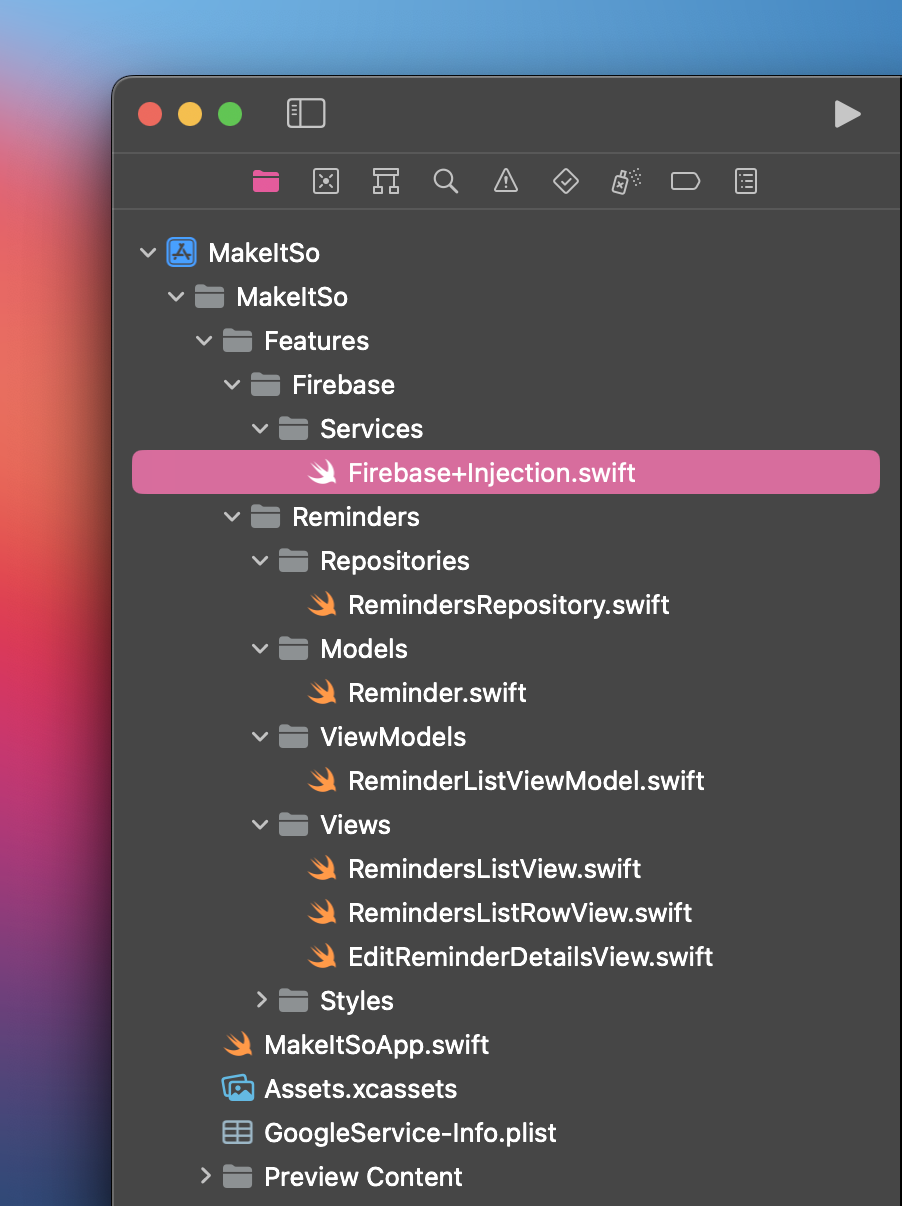 MakeItSo
MakeItSo
Features
Firebase
Services
Firebase+Injection.swift
Reminders
Repositories
RemindersRepository.swift
Models
Reminder.swift
ViewModels
ReminderListViewModel.swift
Views
RemindersListView.swift
RemindersListRowView.swift
EditReminderDetailsView.swift
Styles
MakeItSoApp.swift
Assets.xcassets
GoogleService-Info.plist
Preview Content